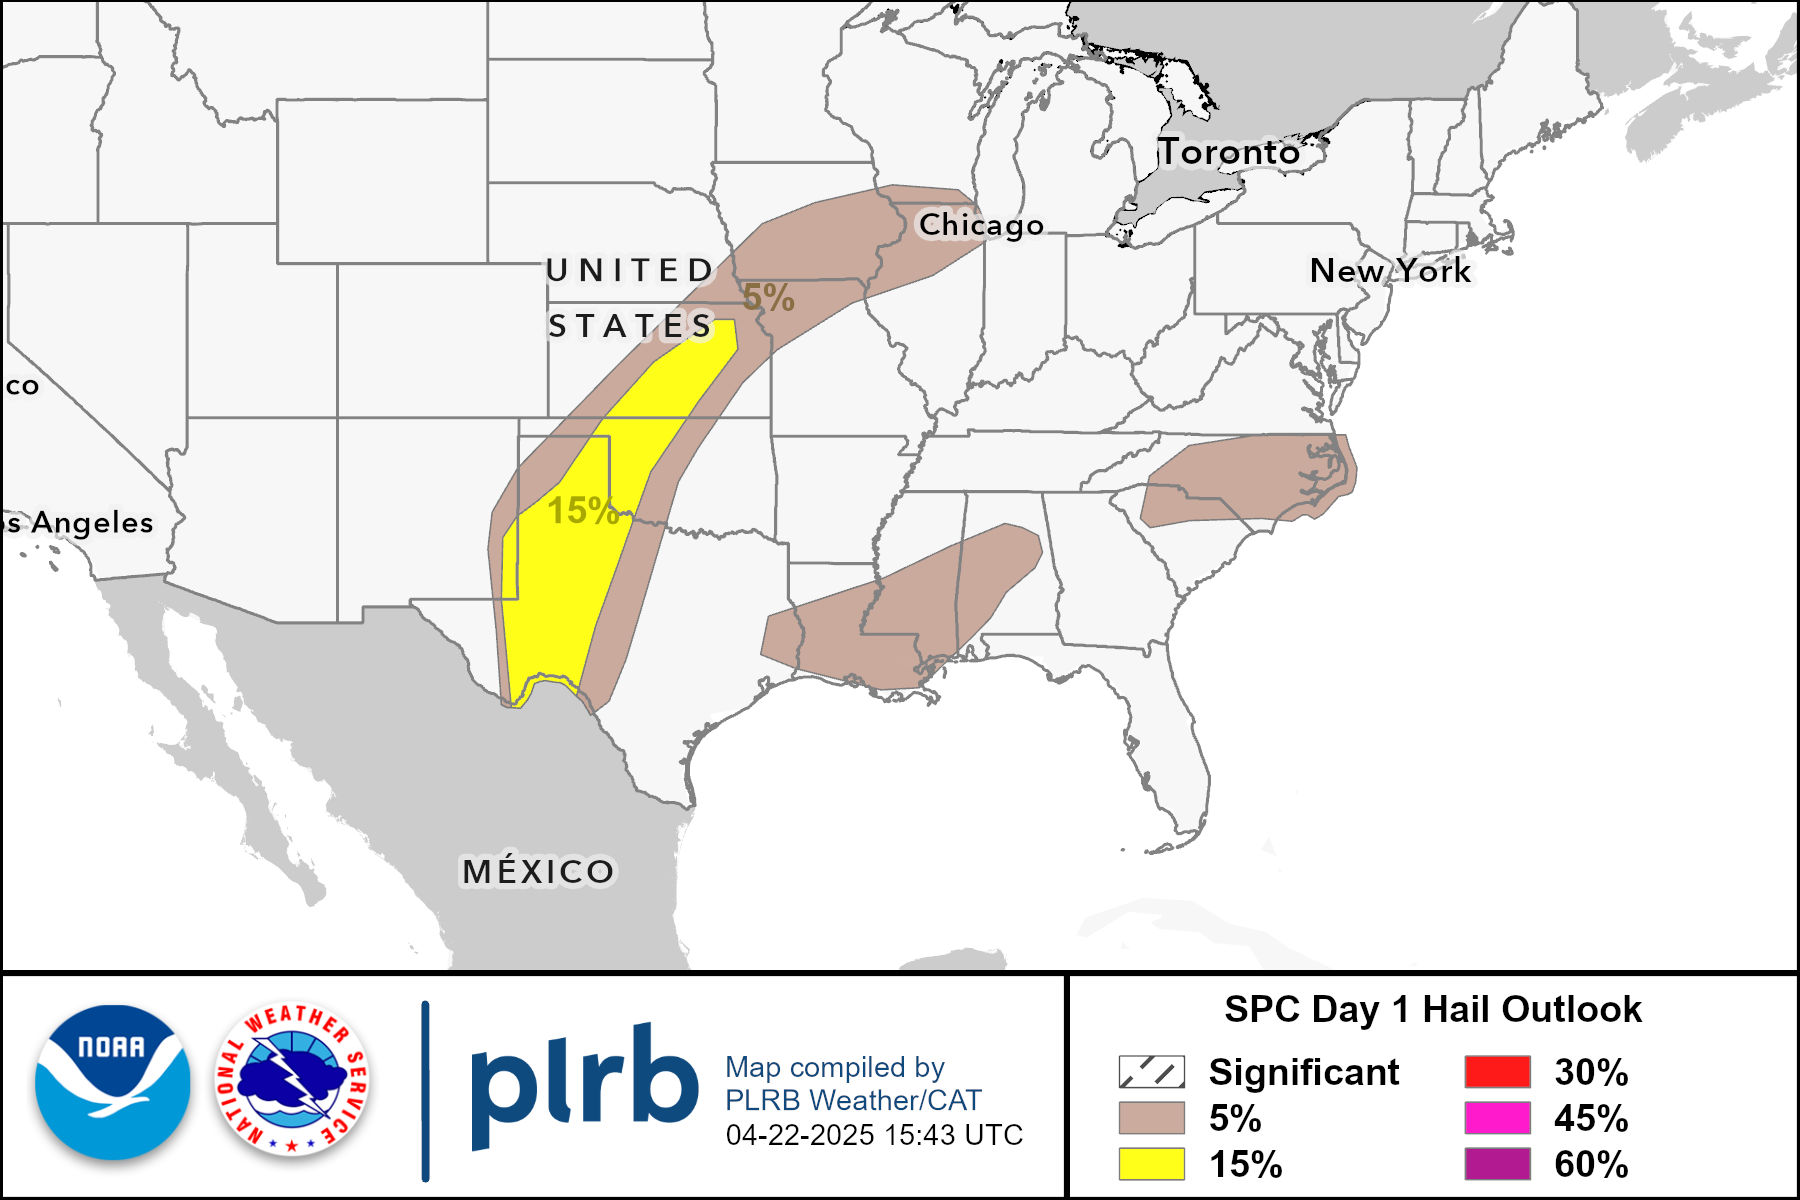 Toronto
Chicago
New York
UNITED
STATES
5%
co
15%
s Angeles
MÉXICO
NOAA
NATIONAL WEATHER SERVICE
plrb
Map compiled by
PLRB Weather/CAT
04-22-2025 15:43 UTC
SPC Day 1 Hail Outlook
Significant
5%
15%
30%
45%
60%